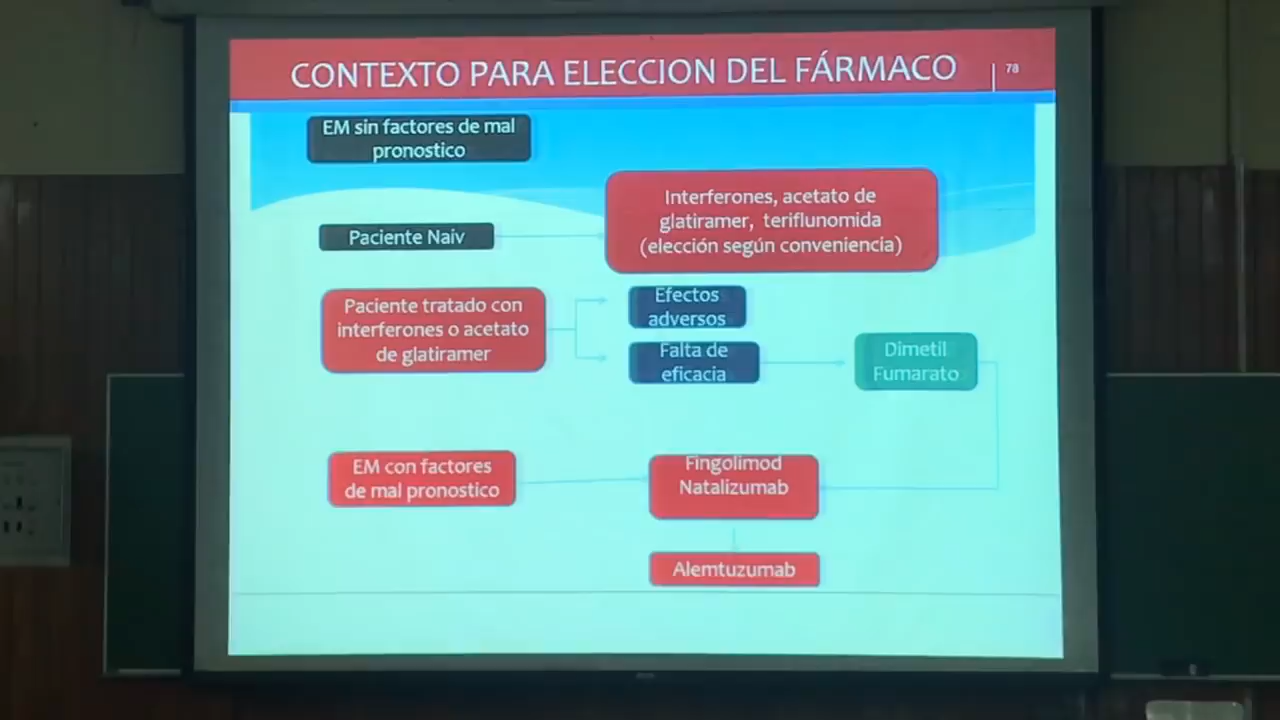 CONTEXTO PARA ELECCION DEL FÁRMACO
78
EM sin factores de mal
pronostico
Interferones, acetato de
glatiramer, teriflunomida
(elección según conveniencia)
Paciente Naiv
Paciente tratado con
interferones o acetato
de glatiramer
Efectos
adversos
Falta de
eficacia
Dimetil
Fumarato
EM con factores
de mal pronostico
Fingolimod
Natalizumab
Alemtuzumab